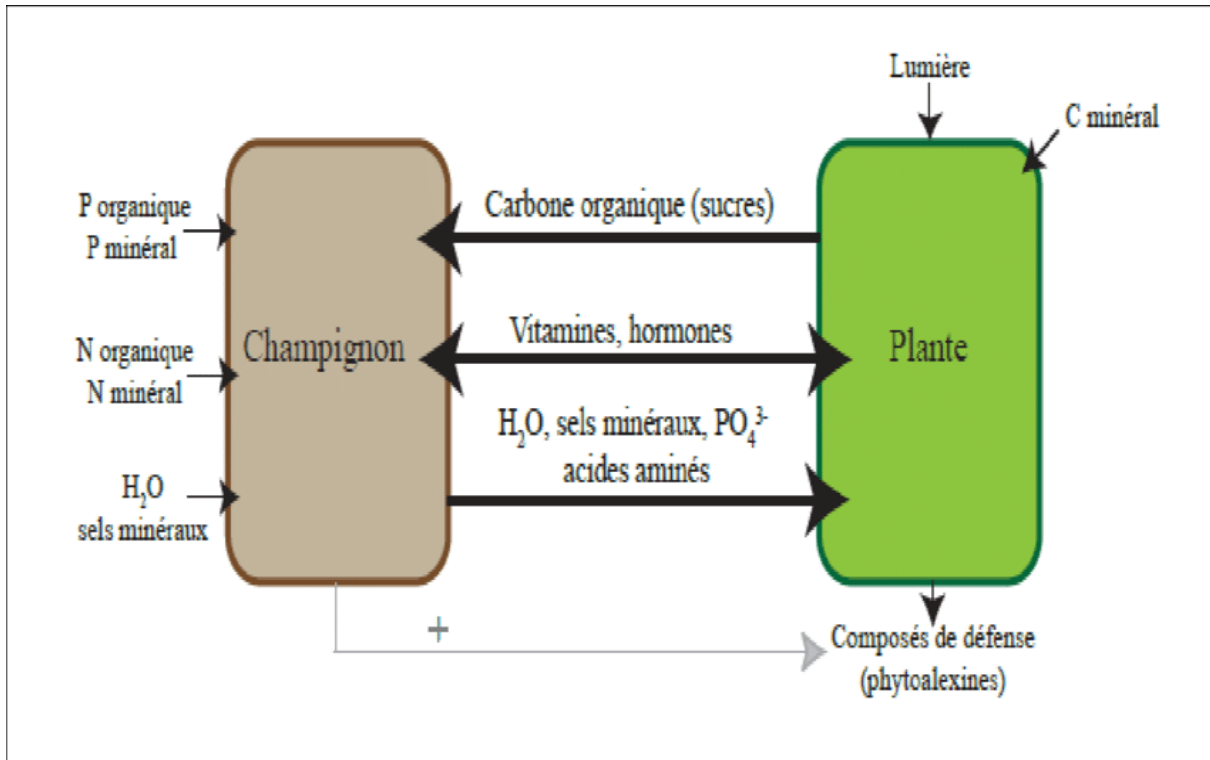 Lumière
C minéral
P organique
P minéral
Carbone organique (sucres)
N organique
N minéral
Champignon
Vitamines, hormones
Plante
H₂O, sels minéraux, PO₄³⁻
acides aminés
H₂O
sels minéraux
+
Composés de défense
(phytoalexines)